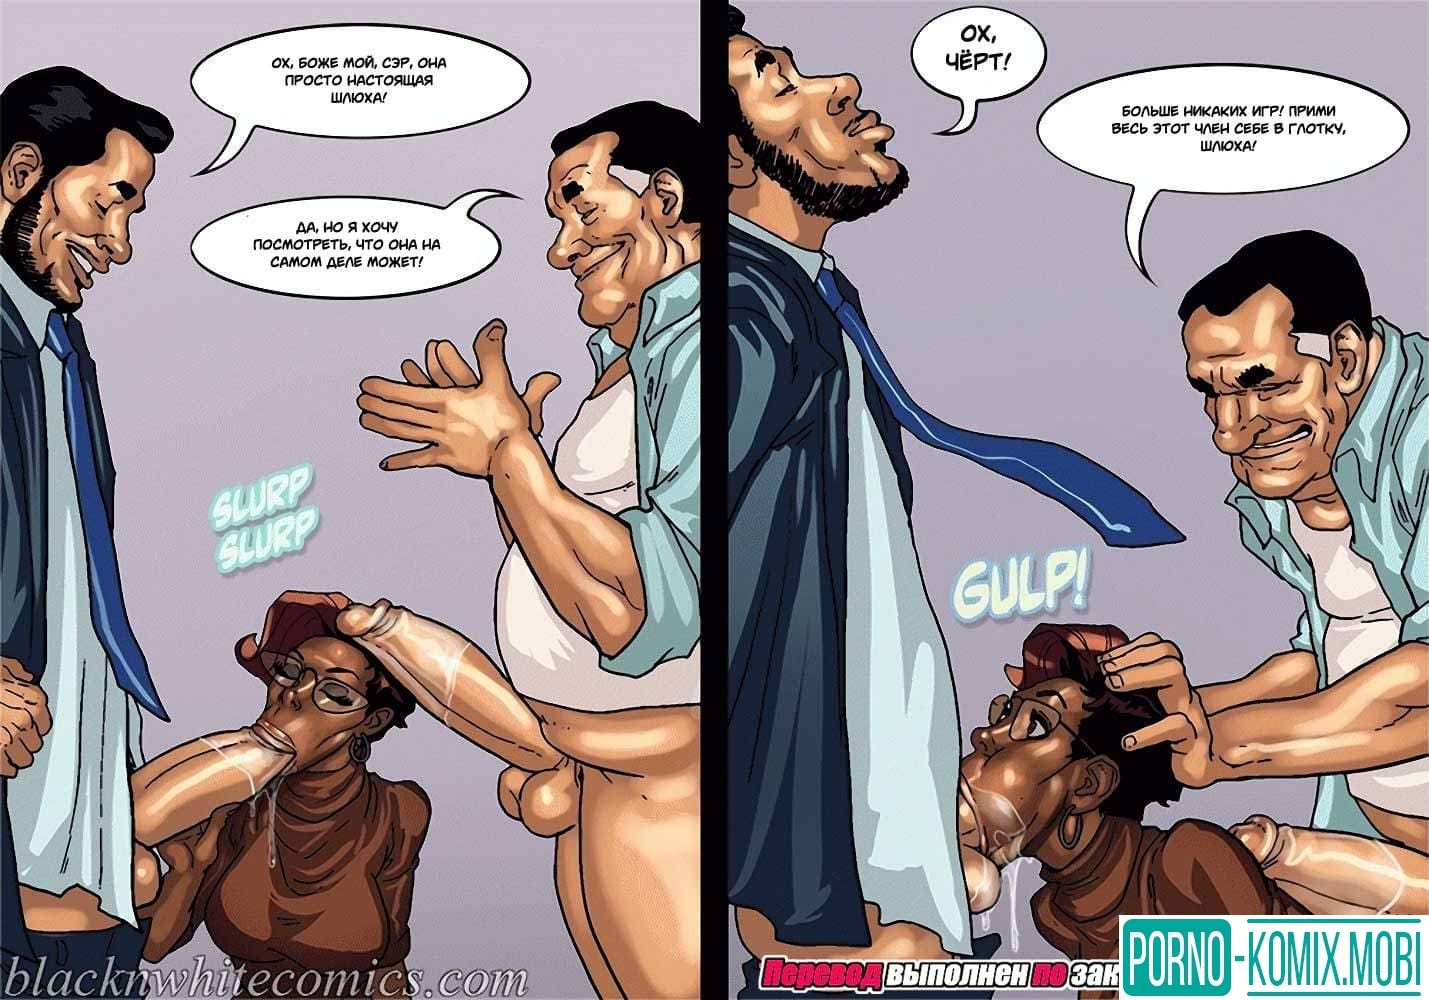 ОХ, БОЖЕ МОЙ, СЭР, ОНА
ПРОСТО НАСТОЯЩАЯ
ШЛЮХА!
ДА, НО Я ХОЧУ
ПОСМОТРЕТЬ, ЧТО ОНА НА
САМОМ ДЕЛЕ МОЖЕТ!
SLURP
SLURP
blacknwhitecomics.com
ОХ,
ЧЁРТ!
БОЛЬШЕ НИКАКИХ ИГР! ПРИМИ
ВЕСЬ ЭТОТ ЧЛЕН СЕБЕ В ГЛОТКУ,
ШЛЮХА!
GULP!
Перевод выполнен по зак
PORNO-KOMIX.MOBI